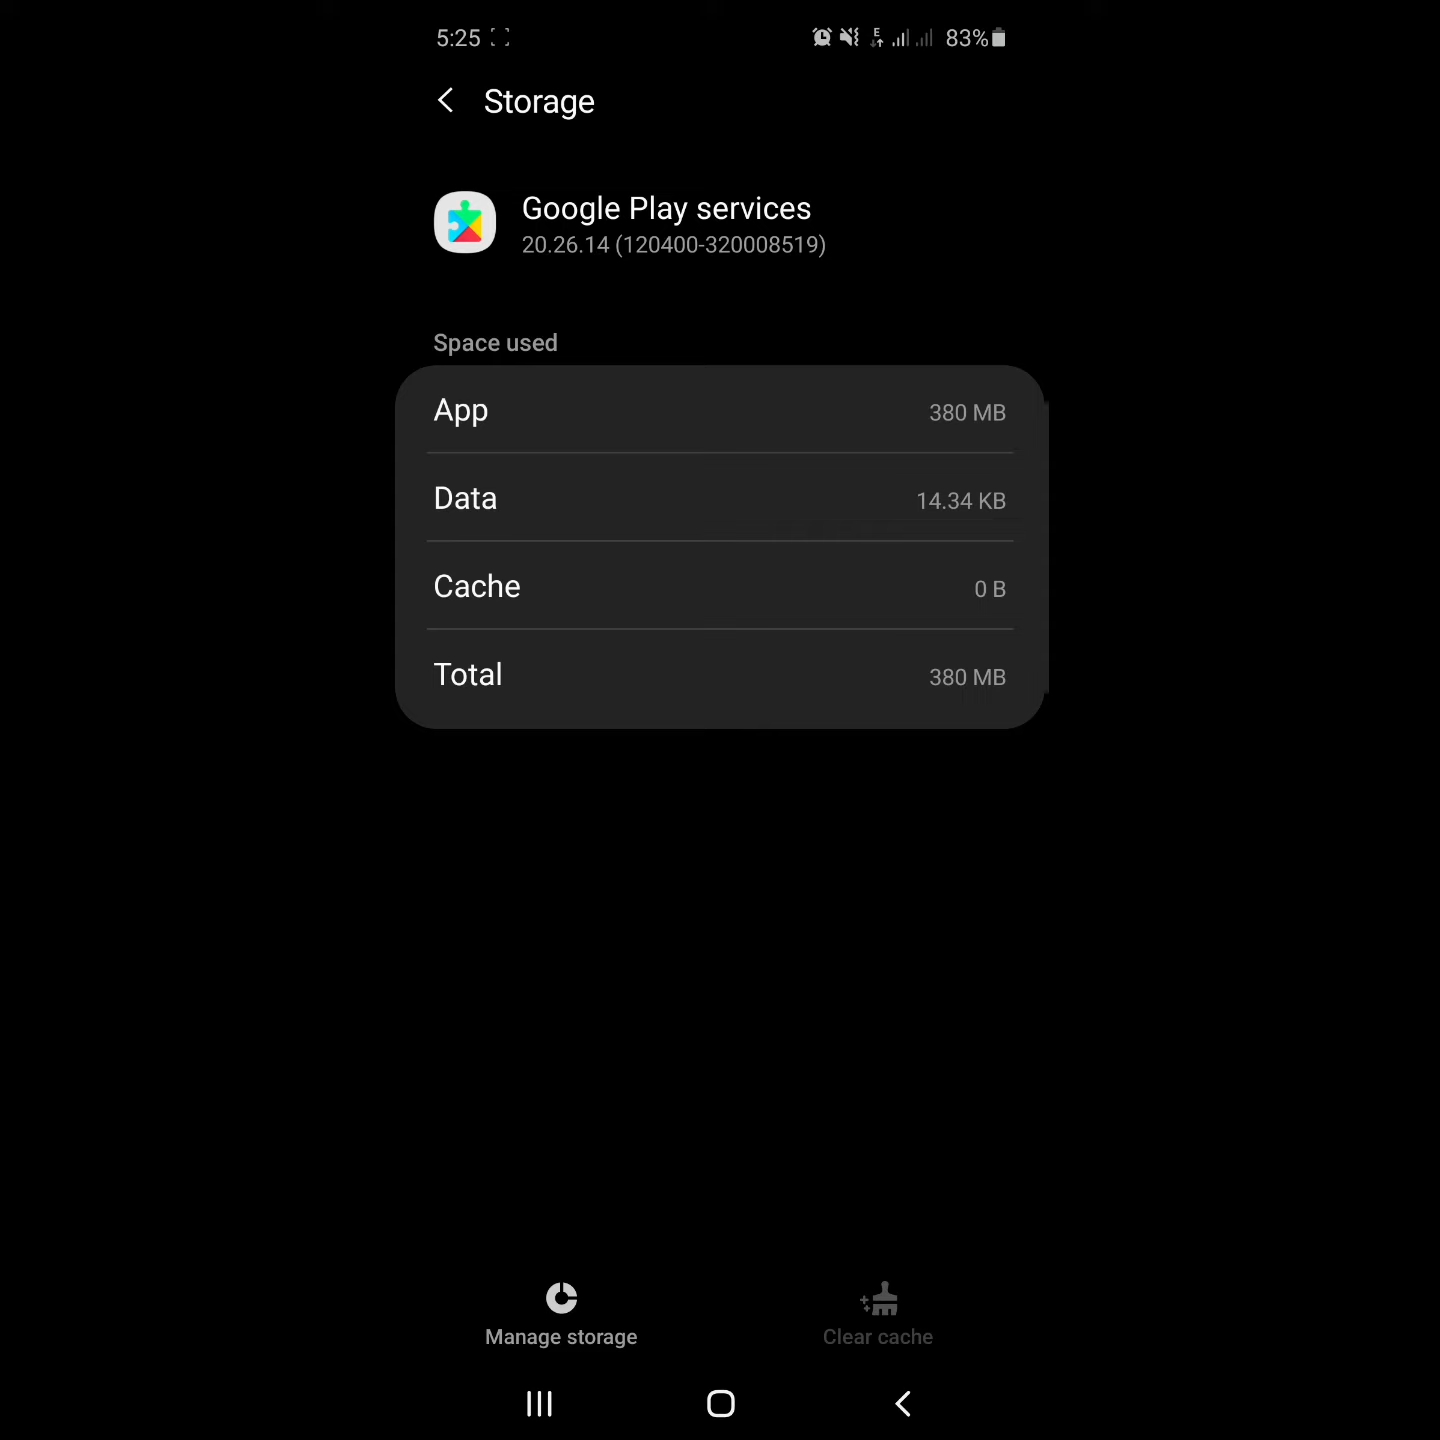 5:25 E 83%
Storage
Google Play services
20.26.14 (120400-320008519)
Space used
App 380 MB
Data 14.34 KB
Cache 0 B
Total 380 MB
Manage storage Clear cache